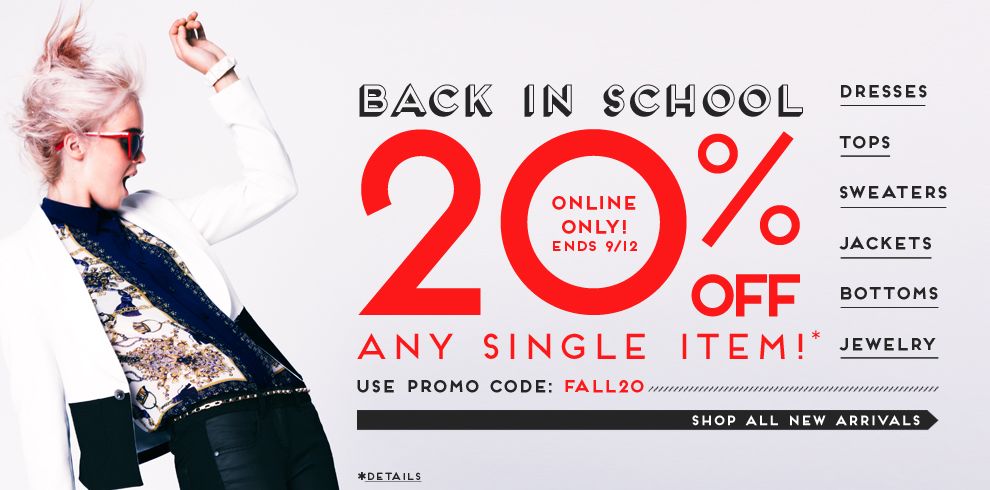 BACK IN SCHOOL
20% OFF
ONLINE
ONLY!
ENDS 9/12
ANY SINGLE ITEM!*
USE PROMO CODE: FALL20
SHOP ALL NEW ARRIVALS
*DETAILS
DRESSES
TOPS
SWEATERS
JACKETS
BOTTOMS
JEWELRY